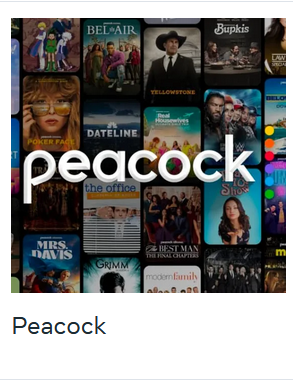 BEL-AIR
Bupkis
YELLOWSTONE
LAW
POKER FACE
DATELINE
Real
Housewives
peacock
the office
MRS.
DAVIS
GRIMM
THE BEST MAN
THE FINAL CHAPTERS
modern family
Peacock